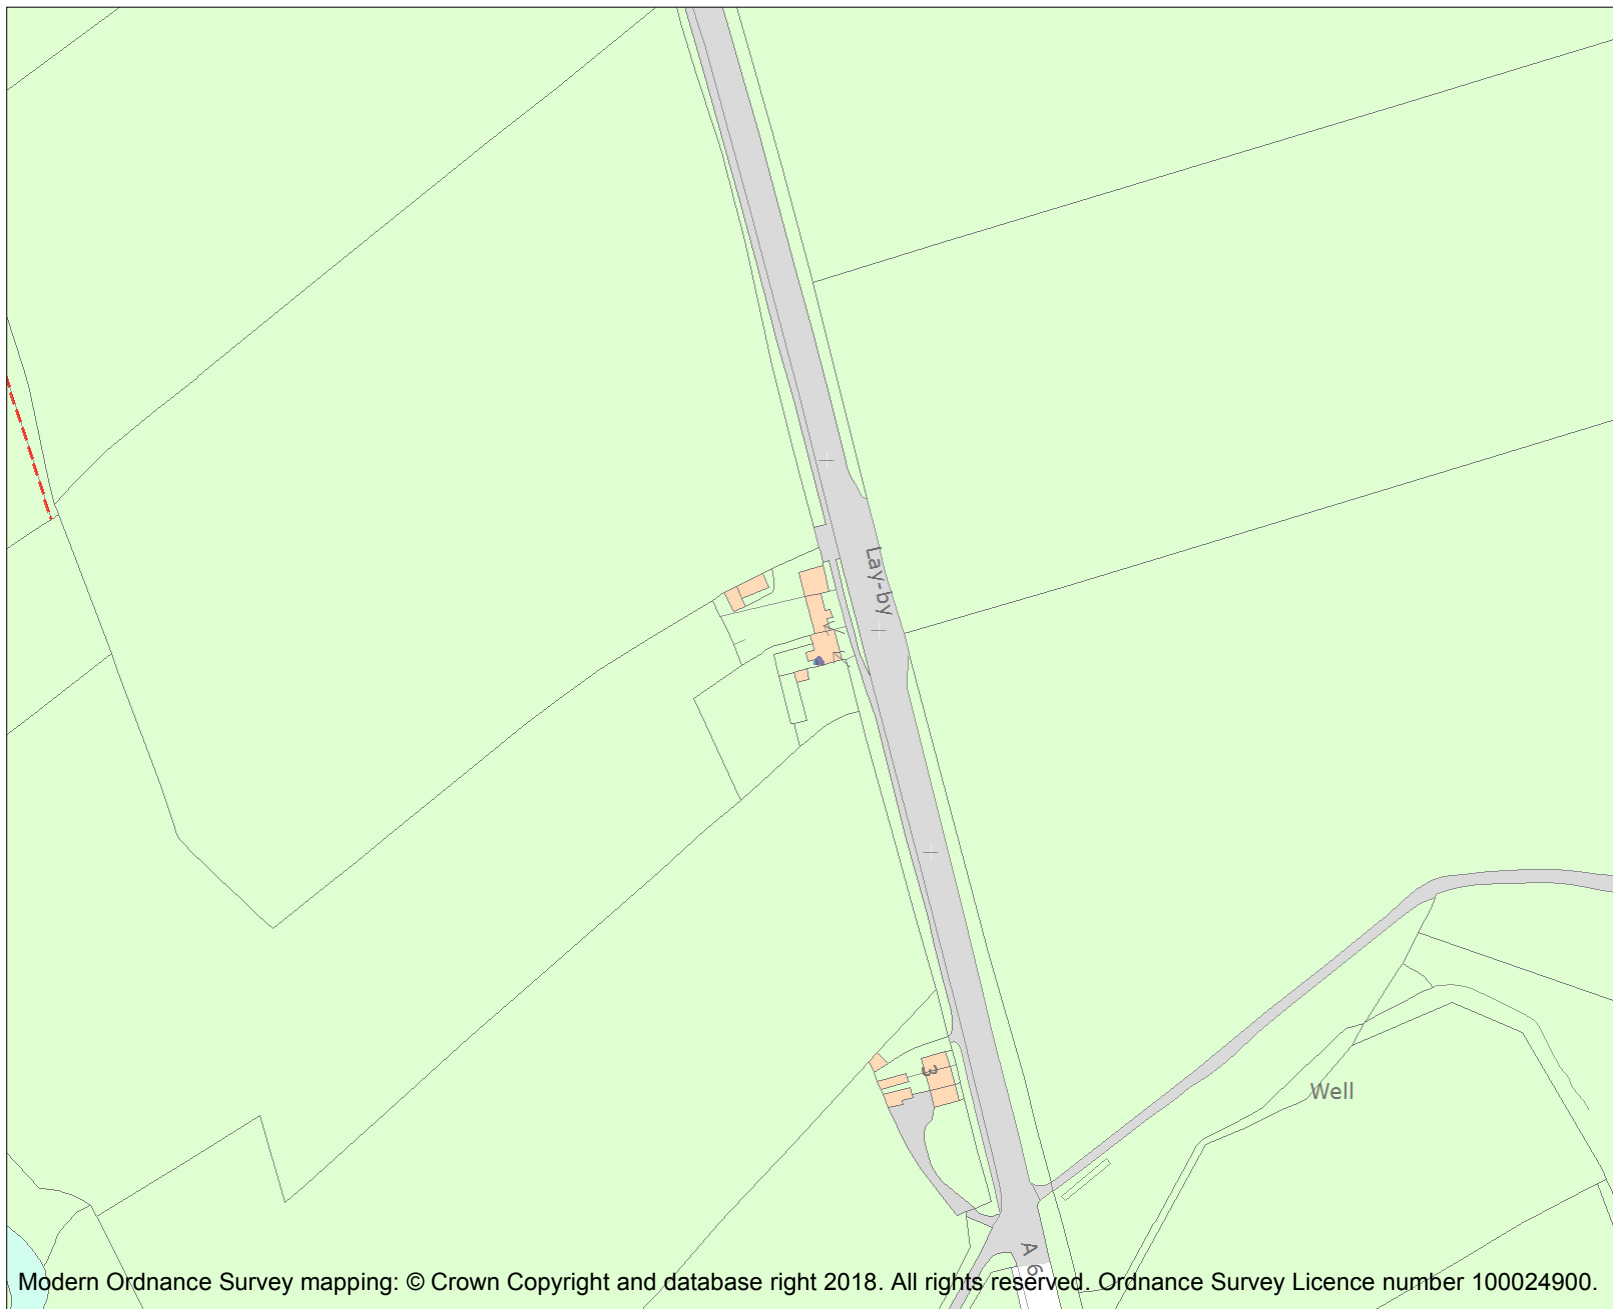 Lay-by
3
Well
A 6
Modern Ordnance Survey mapping: © Crown Copyright and database right 2018. All rights reserved. Ordnance Survey Licence number 100024900.